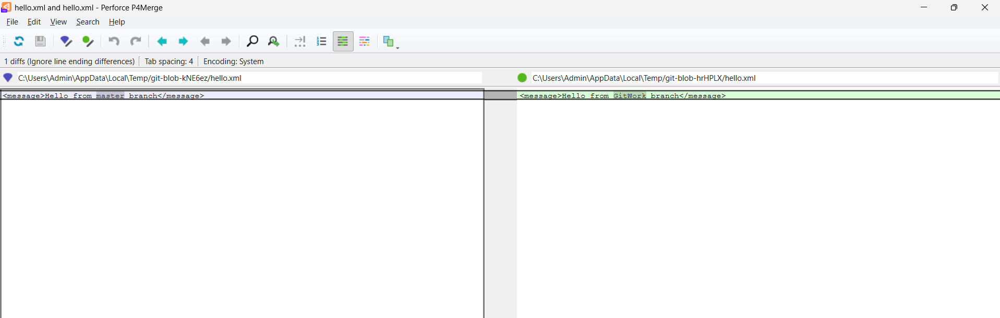 hello.xml and hello.xml - Perforce P4Merge
File Edit View Search Help
1 diffs (Ignore line ending differences) Tab spacing: 4 Encoding: System
C:\Users\Admin\AppData\Local\Temp/git-blob-kNE6ez/hello.xml C:\Users\Admin\AppData\Local\Temp/git-blob-hrHPLX/hello.xml
<message>Hello from master branch</message> <message>Hello from GitWork branch</message>